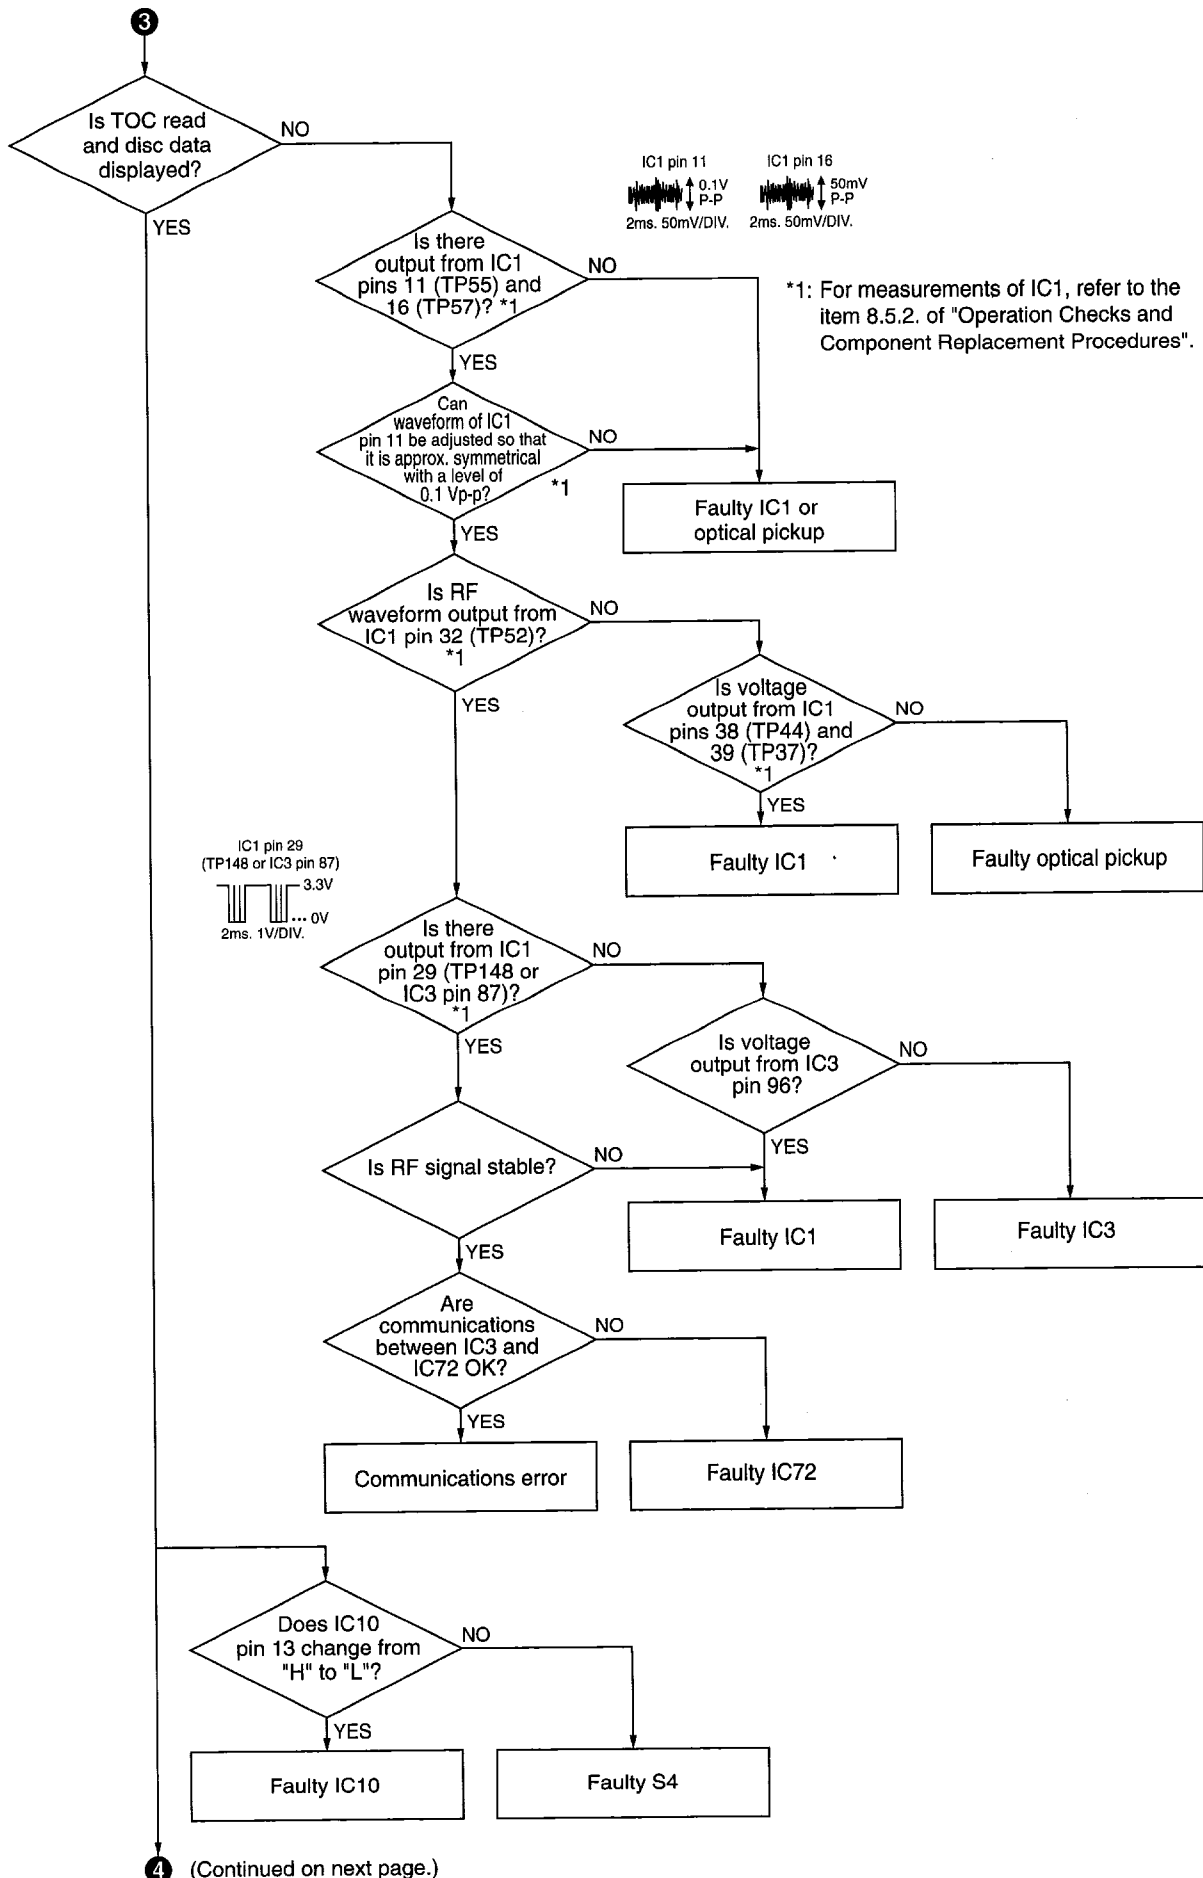 3
Is TOC read
and disc data
displayed?
NO
YES
IC1 pin 11
0.1V
P-P
2ms. 50mV/DIV.
IC1 pin 16
50mV
P-P
2ms. 50mV/DIV.
Is there
output from IC1
pins 11 (TP55) and
16 (TP57)? *1
NO
YES
*1: For measurements of IC1, refer to the
item 8.5.2. of "Operation Checks and
Component Replacement Procedures".
Can
waveform of IC1
pin 11 be adjusted so that
it is approx. symmetrical
with a level of
0.1 Vp-p?
*1
NO
YES
Faulty IC1 or
optical pickup
Is RF
waveform output from
IC1 pin 32 (TP52)?
*1
NO
YES
Is voltage
output from IC1
pins 38 (TP44) and
39 (TP37)?
*1
NO
YES
Faulty IC1
Faulty optical pickup
IC1 pin 29
(TP148 or IC3 pin 87)
3.3V
... 0V
2ms. 1V/DIV.
Is there
output from IC1
pin 29 (TP148 or
IC3 pin 87)?
*1
NO
YES
Is voltage
output from IC3
pin 96?
NO
YES
Is RF signal stable?
NO
YES
Faulty IC1
Faulty IC3
Are
communications
between IC3 and
IC72 OK?
NO
YES
Communications error
Faulty IC72
Does IC10
pin 13 change from
"H" to "L"?
NO
YES
Faulty IC10
Faulty S4
4 (Continued on next page.)